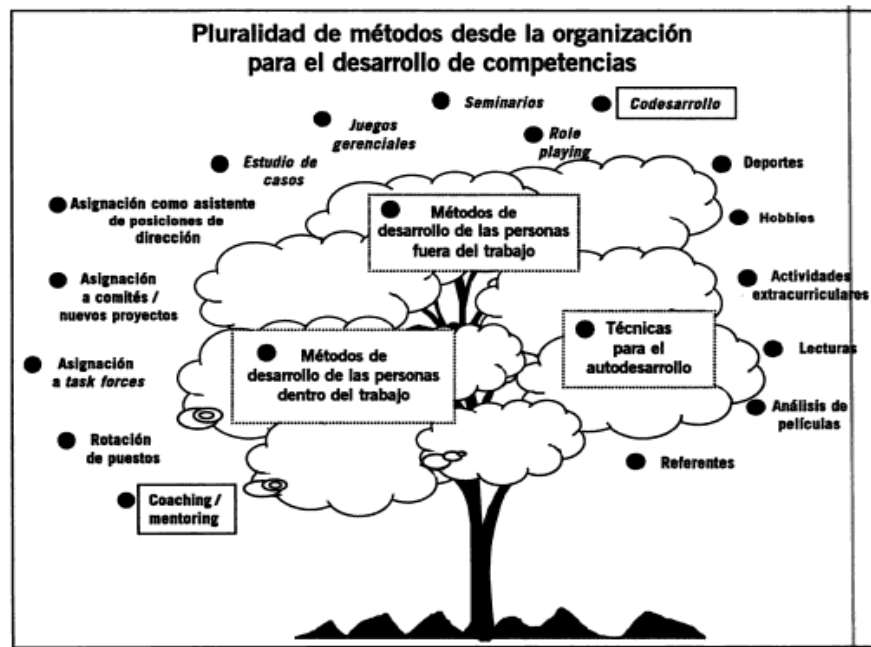 Pluralidad de métodos desde la organización
para el desarrollo de competencias
Seminarios
Codesarrollo
Juegos
gerenciales
Role
playing
Estudio de
casos
Deportes
Asignación como asistente
de posiciones de
dirección
Métodos de
desarrollo de las personas
fuera del trabajo
Hobbies
Asignación
a comités /
nuevos proyectos
Actividades
extracurriculares
Métodos de
desarrollo de las personas
dentro del trabajo
Técnicas
para el
autodesarrollo
Lecturas
Asignación
a task forces
Análisis de
películas
Rotación
de puestos
Referentes
Coaching /
mentoring